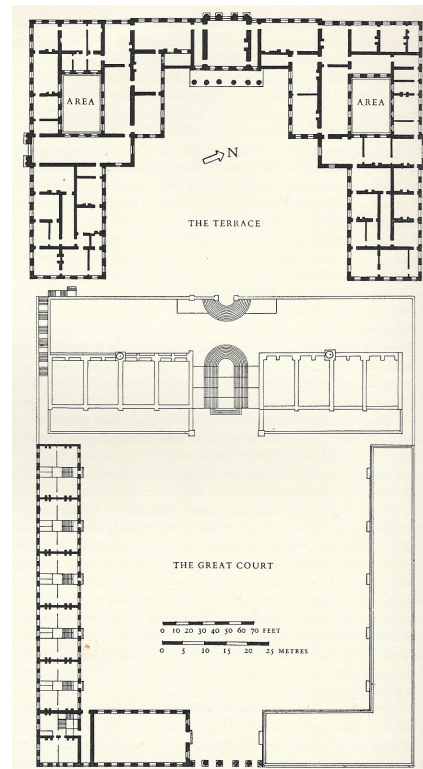 AREA
AREA
N
THE TERRACE
THE GREAT COURT
0 10 20 30 40 50 60 70 FEET
0 5 10 15 20 25 METRES